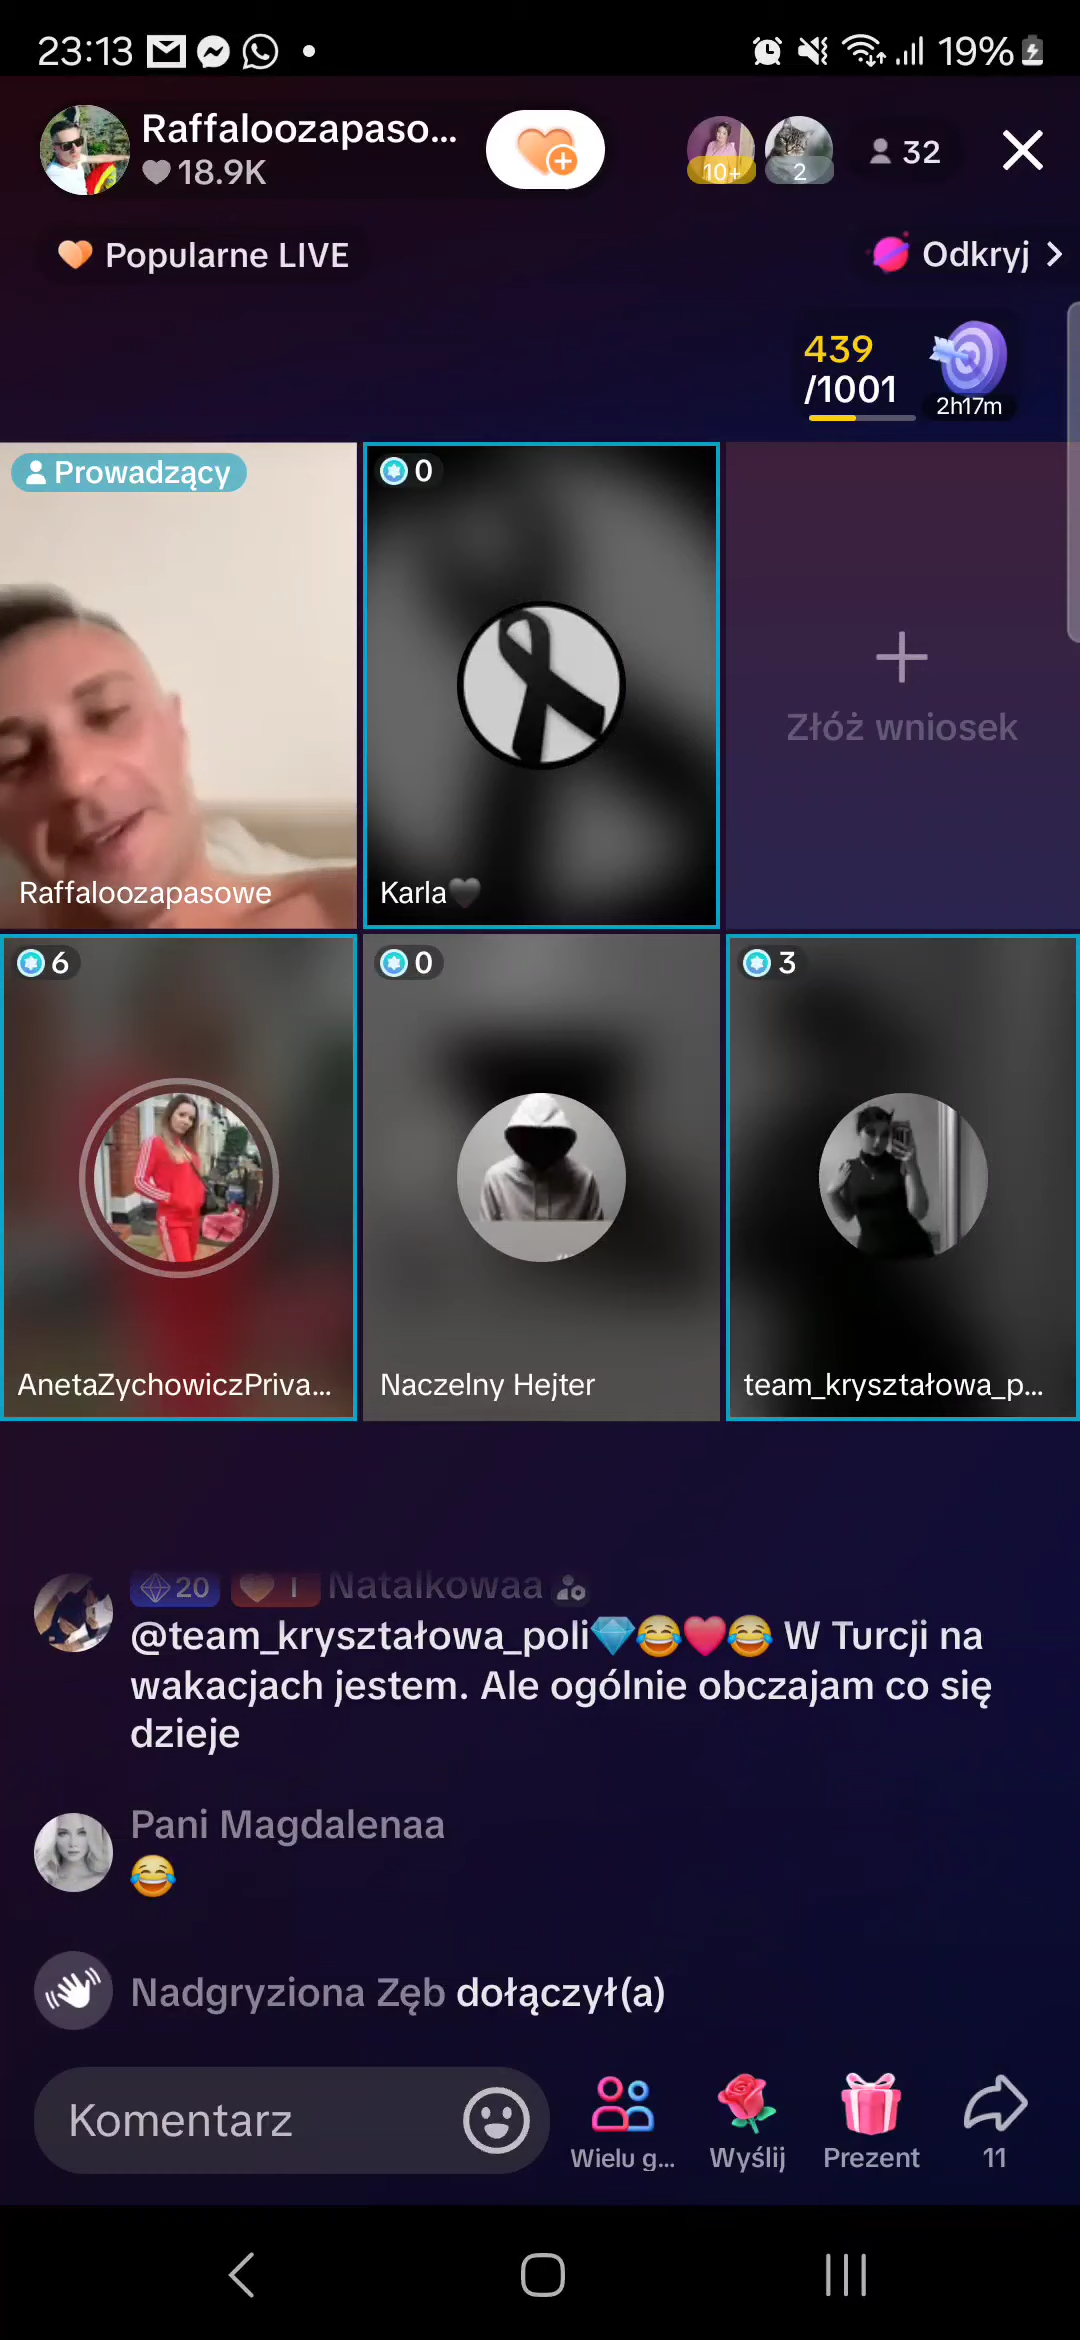 23:13
19%
Raffaloozapaso...
18.9K
10+
2
32
Popularne LIVE
Odkryj
439
/1001
2h17m
Prowadzący
0
Złóż wniosek
Raffaloozapasowe
Karla🖤
6
0
3
AnetaZychowiczPriva...
Naczelny Hejter
team_kryształowa_p...
20 I Natalkowaa
@team_kryształowa_poli💎😂❤️😂 W Turcji na
wakacjach jestem. Ale ogólnie obczajam co się
dzieje
Pani Magdalenaa
😂
Nadgryziona Ząb dołączył(a)
Komentarz
Wielu g...
Wyślij
Prezent
11